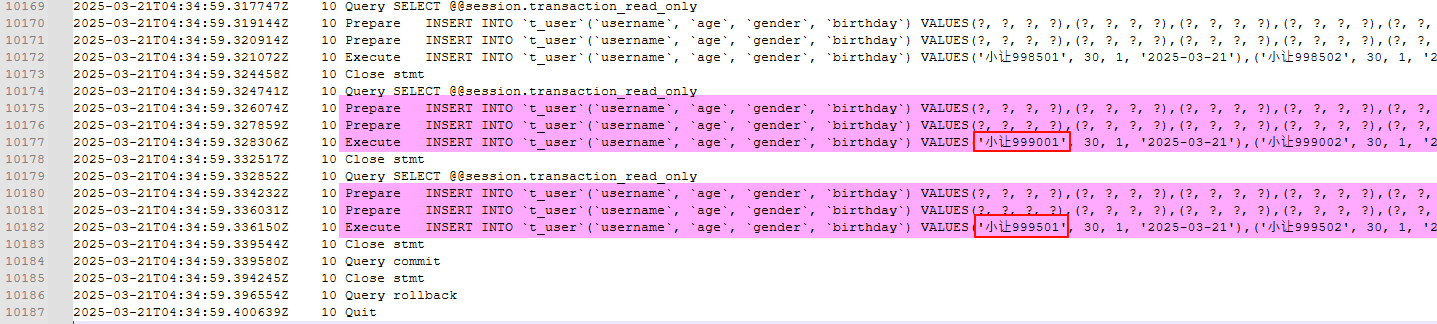 10169 2025-03-21T04:34:59.317747Z 10 Query SELECT @@session.transaction_read_only
10170 2025-03-21T04:34:59.319144Z 10 Prepare INSERT INTO `t_user`(`username`, `age`, `gender`, `birthday`) VALUES(?, ?, ?, ?),(?, ?, ?, ?),(?, ?, ?, ?),(?, ?, ?, ?),(?, ?,
10171 2025-03-21T04:34:59.320914Z 10 Prepare INSERT INTO `t_user`(`username`, `age`, `gender`, `birthday`) VALUES(?, ?, ?, ?),(?, ?, ?, ?),(?, ?, ?, ?),(?, ?, ?, ?),(?, ?,
10172 2025-03-21T04:34:59.321072Z 10 Execute INSERT INTO `t_user`(`username`, `age`, `gender`, `birthday`) VALUES('小让998501', 30, 1, '2025-03-21'),('小让998502', 30, 1, '2
10173 2025-03-21T04:34:59.324458Z 10 Close stmt
10174 2025-03-21T04:34:59.324741Z 10 Query SELECT @@session.transaction_read_only
10175 2025-03-21T04:34:59.326074Z 10 Prepare INSERT INTO `t_user`(`username`, `age`, `gender`, `birthday`) VALUES(?, ?, ?, ?),(?, ?, ?, ?),(?, ?, ?, ?),(?, ?, ?, ?),(?, ?,
10176 2025-03-21T04:34:59.327859Z 10 Prepare INSERT INTO `t_user`(`username`, `age`, `gender`, `birthday`) VALUES(?, ?, ?, ?),(?, ?, ?, ?),(?, ?, ?, ?),(?, ?, ?, ?),(?, ?,
10177 2025-03-21T04:34:59.328306Z 10 Execute INSERT INTO `t_user`(`username`, `age`, `gender`, `birthday`) VALUES('小让999001', 30, 1, '2025-03-21'),('小让999002', 30, 1, '2
10178 2025-03-21T04:34:59.332517Z 10 Close stmt
10179 2025-03-21T04:34:59.332852Z 10 Query SELECT @@session.transaction_read_only
10180 2025-03-21T04:34:59.334232Z 10 Prepare INSERT INTO `t_user`(`username`, `age`, `gender`, `birthday`) VALUES(?, ?, ?, ?),(?, ?, ?, ?),(?, ?, ?, ?),(?, ?, ?, ?),(?, ?,
10181 2025-03-21T04:34:59.336031Z 10 Prepare INSERT INTO `t_user`(`username`, `age`, `gender`, `birthday`) VALUES(?, ?, ?, ?),(?, ?, ?, ?),(?, ?, ?, ?),(?, ?, ?, ?),(?, ?,
10182 2025-03-21T04:34:59.336150Z 10 Execute INSERT INTO `t_user`(`username`, `age`, `gender`, `birthday`) VALUES('小让999501', 30, 1, '2025-03-21'),('小让999502', 30, 1, '2
10183 2025-03-21T04:34:59.339544Z 10 Close stmt
10184 2025-03-21T04:34:59.339580Z 10 Query commit
10185 2025-03-21T04:34:59.394245Z 10 Close stmt
10186 2025-03-21T04:34:59.396554Z 10 Query rollback
10187 2025-03-21T04:34:59.400639Z 10 Quit